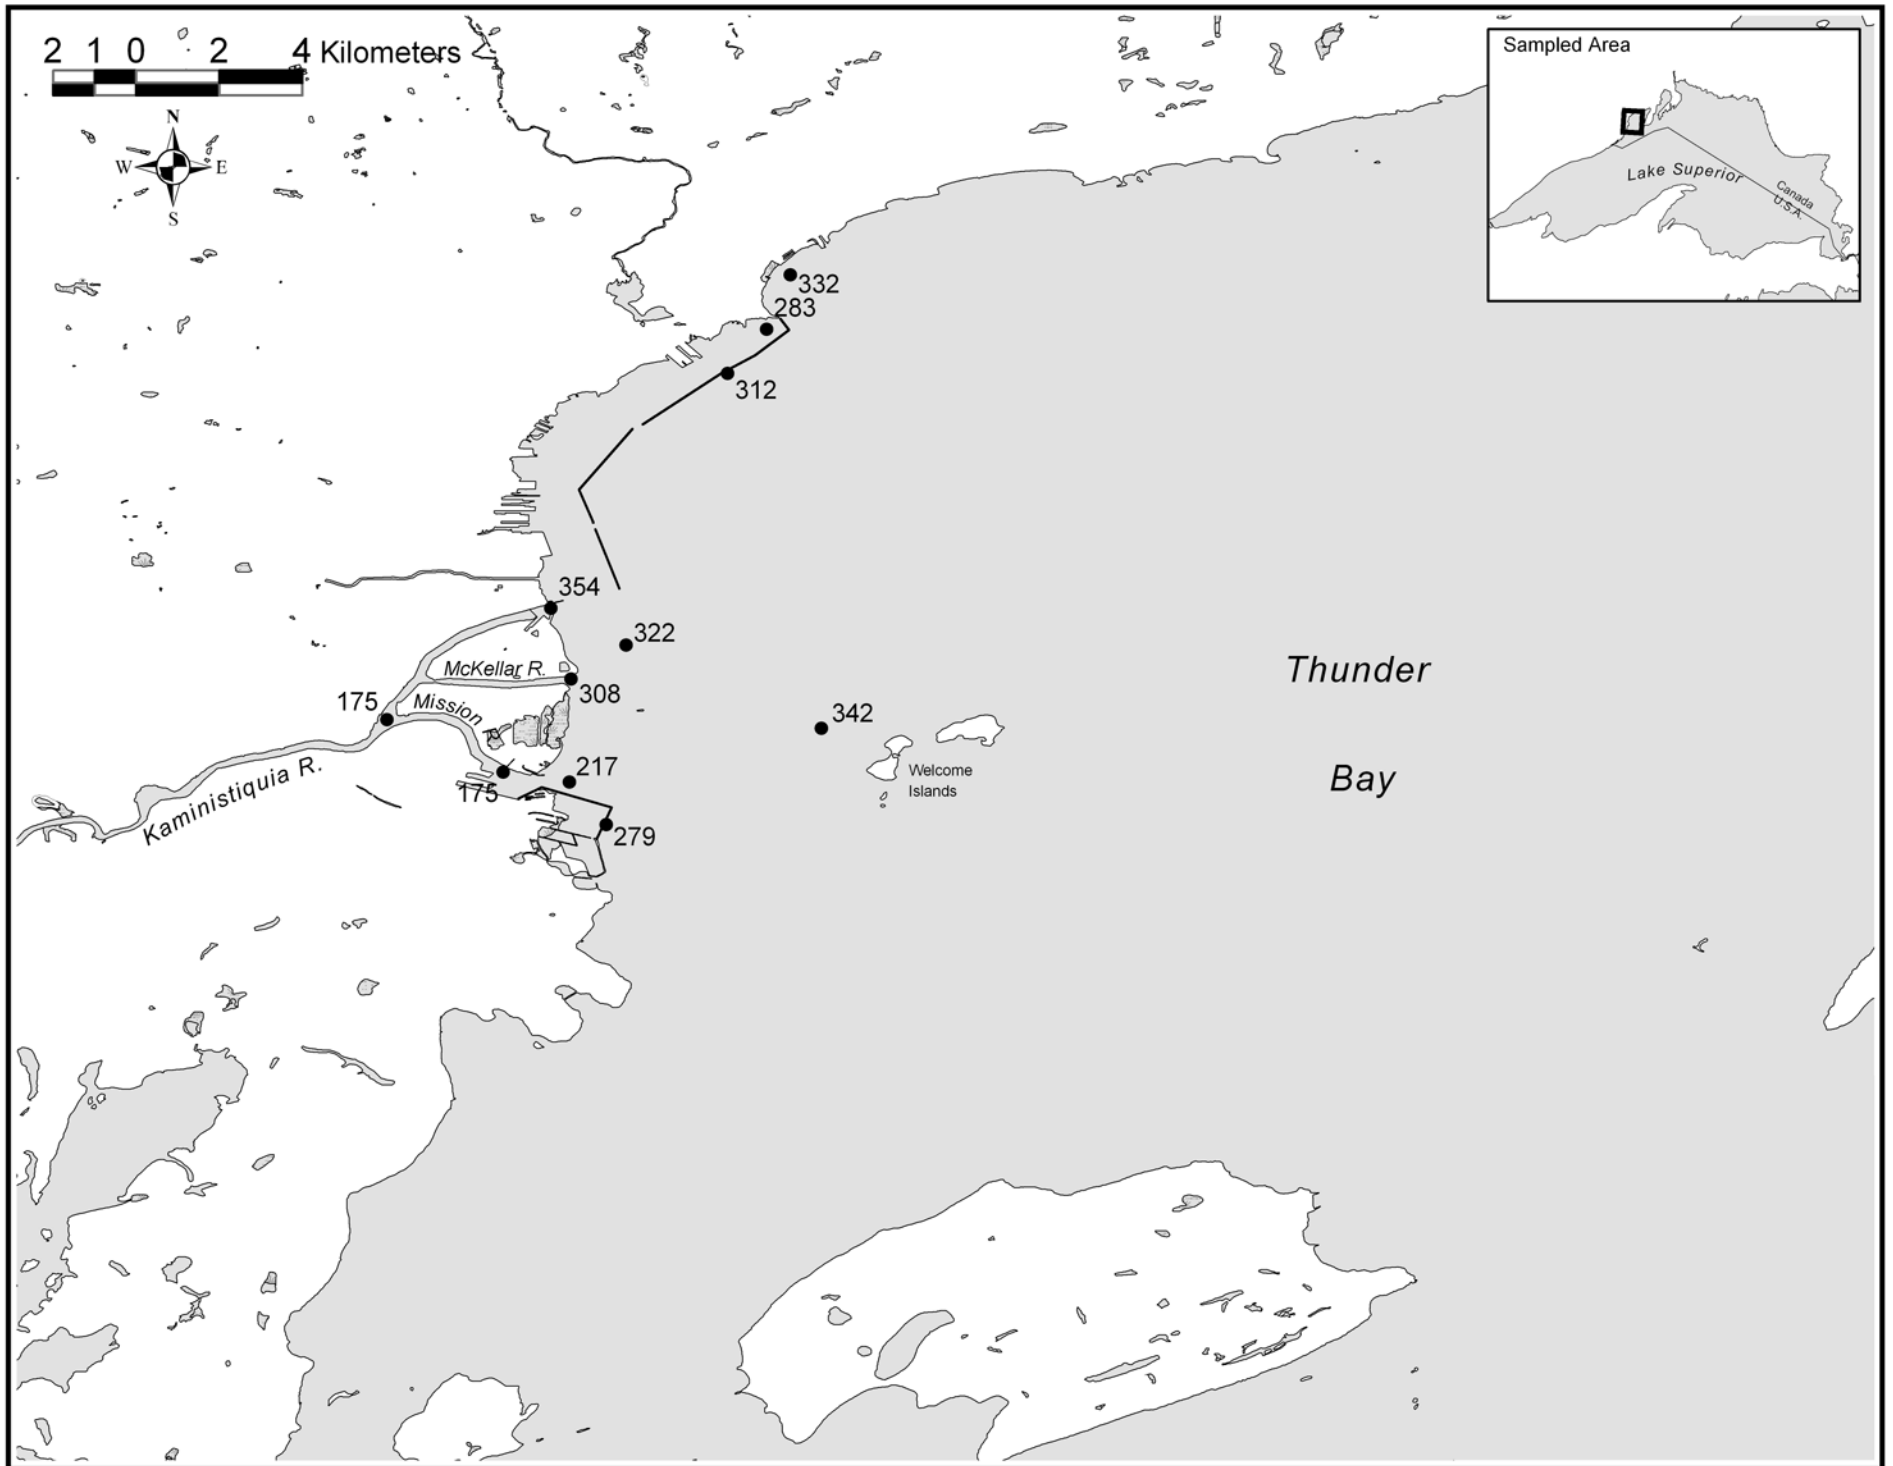 2 1 0 2 4 Kilometers
Sampled Area
N
W E
S
Lake Superior
Canada
U.S.A.
332
283
312
354
322
McKellar R.
308
175
Mission
342
Thunder
Bay
Welcome
Islands
217
175
Kaministiquia R.
279